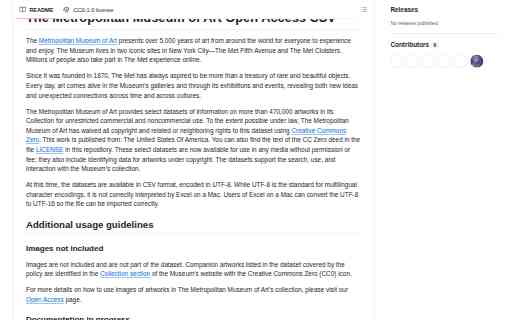 README
CC0-1.0 license
The Metropolitan Museum of Art Open Access CSV
The Metropolitan Museum of Art presents over 5,000 years of art from around the world for everyone to experience
and enjoy. The Museum lives in two iconic sites in New York City—The Met Fifth Avenue and The Met Cloisters.
Millions of people also take part in The Met experience online.
Since it was founded in 1870, The Met has always aspired to be more than a treasury of rare and beautiful objects.
Every day, art comes alive in the Museum's galleries and through its exhibitions and events, revealing both new ideas
and unexpected connections across time and across cultures.
The Metropolitan Museum of Art provides select datasets of information on more than 470,000 artworks in its
Collection for unrestricted commercial and noncommercial use. To the extent possible under law, The Metropolitan
Museum of Art has waived all copyright and related or neighboring rights to this dataset using Creative Commons
Zero. This work is published from: The United States Of America. You can also find the text of the CC Zero deed in the
file LICENSE in this repository. These select datasets are now available for use in any media without permission or
fee; they also include identifying data for artworks under copyright. The datasets support the search, use, and
interaction with the Museum's collection.
At this time, the datasets are available in CSV format, encoded in UTF-8. While UTF-8 is the standard for multilingual
character encodings, it is not correctly interpreted by Excel on a Mac. Users of Excel on a Mac can convert the UTF-8
to UTF-16 so the file can be imported correctly.
Additional usage guidelines
Images not included
Images are not included and are not part of the dataset. Companion artworks listed in the dataset covered by the
policy are identified in the Collection section of the Museum's website with the Creative Commons Zero (CC0) icon.
For more details on how to use images of artworks in The Metropolitan Museum of Art's collection, please visit our
Open Access page.
Documentation in progress
Releases
No releases published
Contributors 6